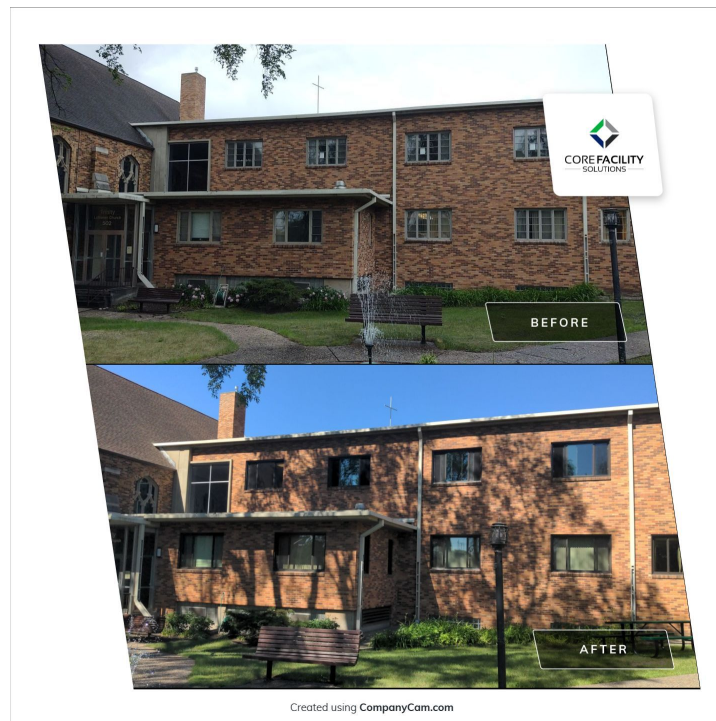 CORE FACILITY
SOLUTIONS
BEFORE
AFTER
Created using CompanyCam.com